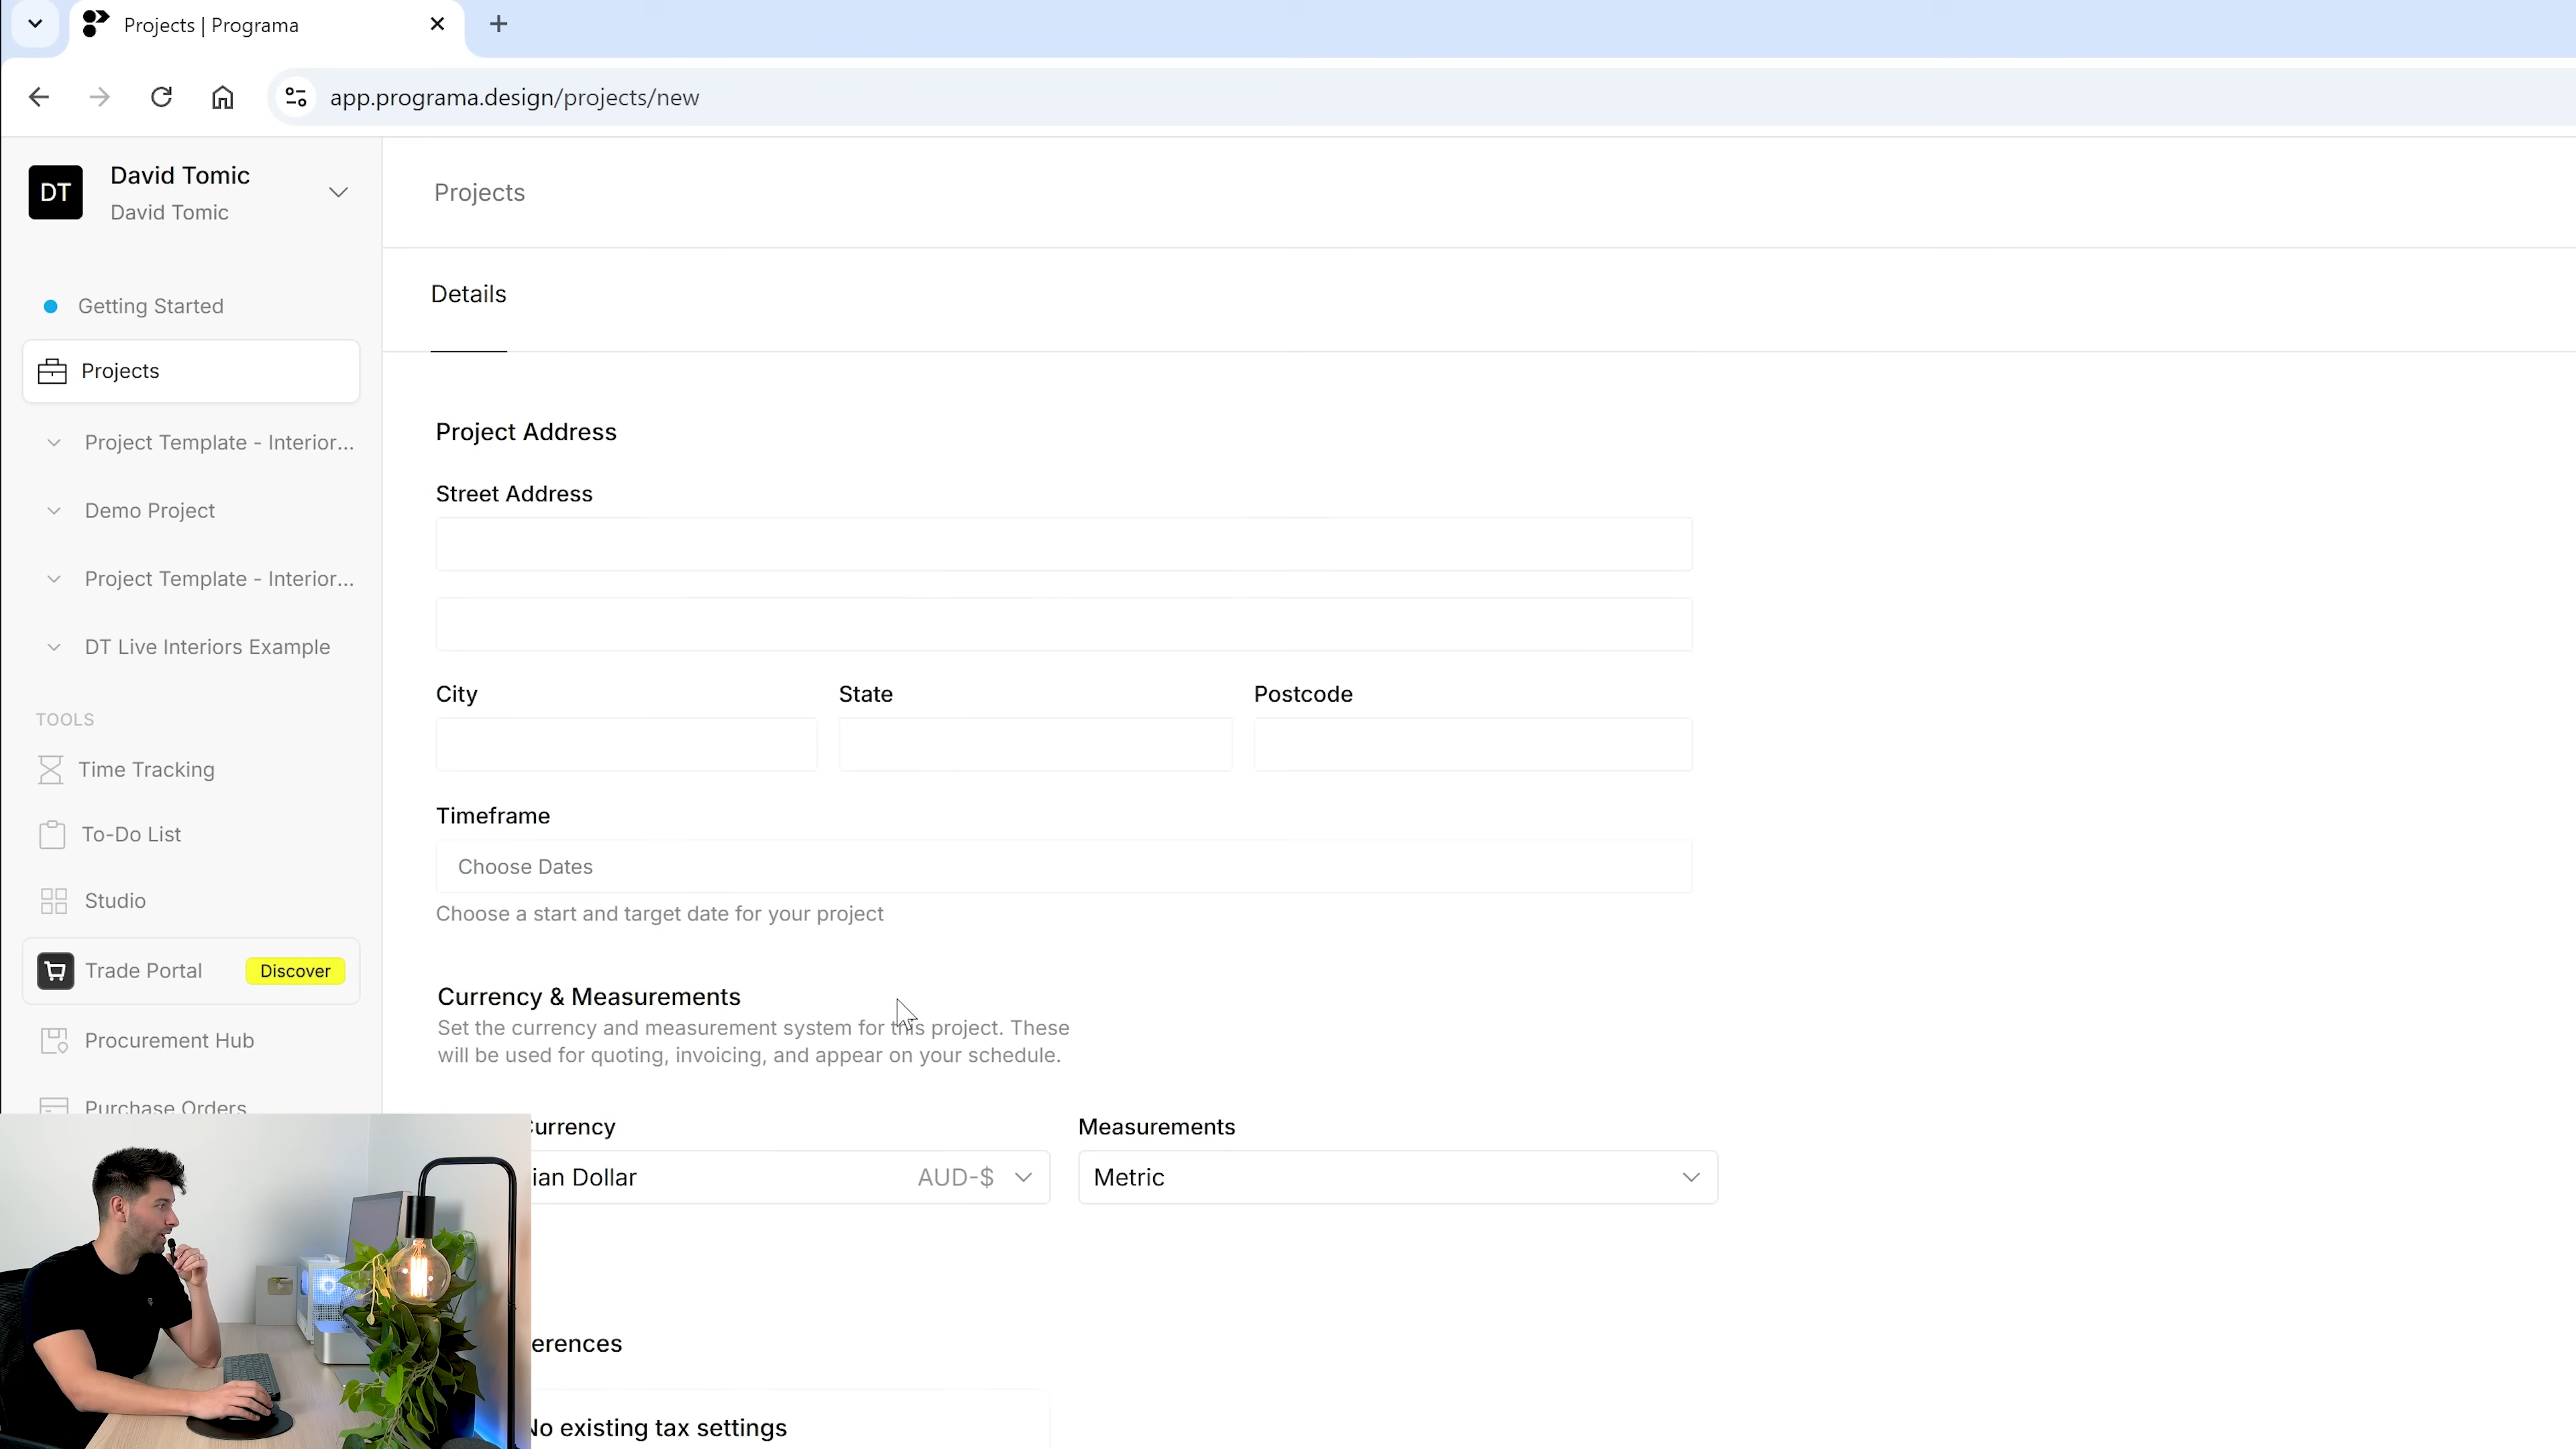 Projects | Programa
app.programa.design/projects/new
DT
David Tomic
David Tomic
Getting Started
Projects
Project Template - Interior...
Demo Project
Project Template - Interior...
DT Live Interiors Example
TOOLS
Time Tracking
To-Do List
Studio
Trade Portal
Discover
Procurement Hub
Purchase Orders
Projects
Details
Project Address
Street Address
City
State
Postcode
Timeframe
Choose Dates
Choose a start and target date for your project
Currency & Measurements
Set the currency and measurement system for this project. These
will be used for quoting, invoicing, and appear on your schedule.
Currency
Measurements
ian Dollar
AUD-$
Metric
erences
No existing tax settings